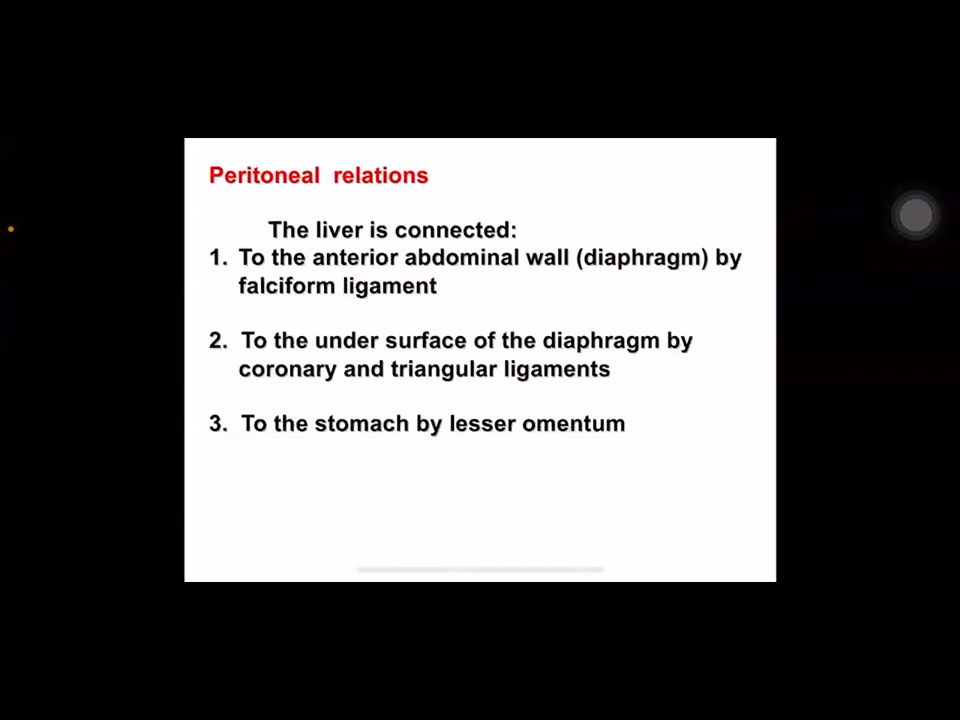 Peritoneal relations
The liver is connected:
1. To the anterior abdominal wall (diaphragm) by
falciform ligament
2. To the under surface of the diaphragm by
coronary and triangular ligaments
3. To the stomach by lesser omentum